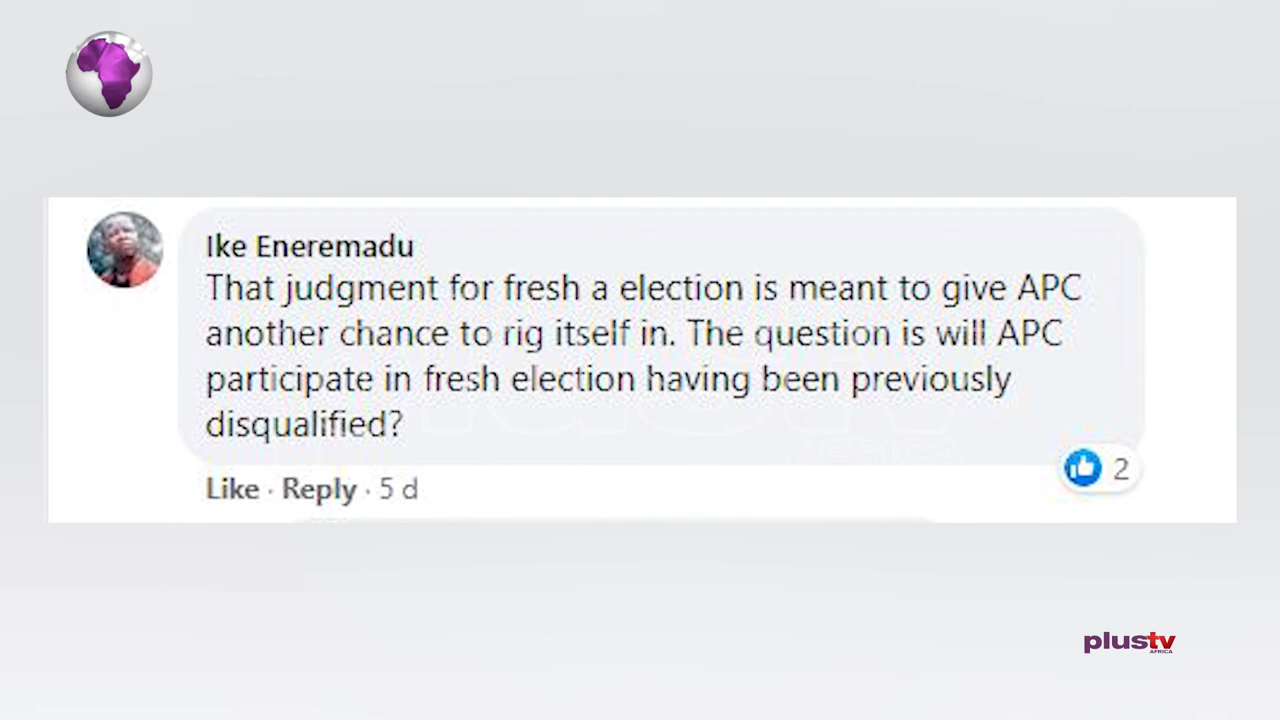 Ike Eneremadu
That judgment for fresh a election is meant to give APC
another chance to rig itself in. The question is will APC
participate in fresh election having been previously
disqualified?
Like · Reply · 5 d
2
plustv
AFRICA